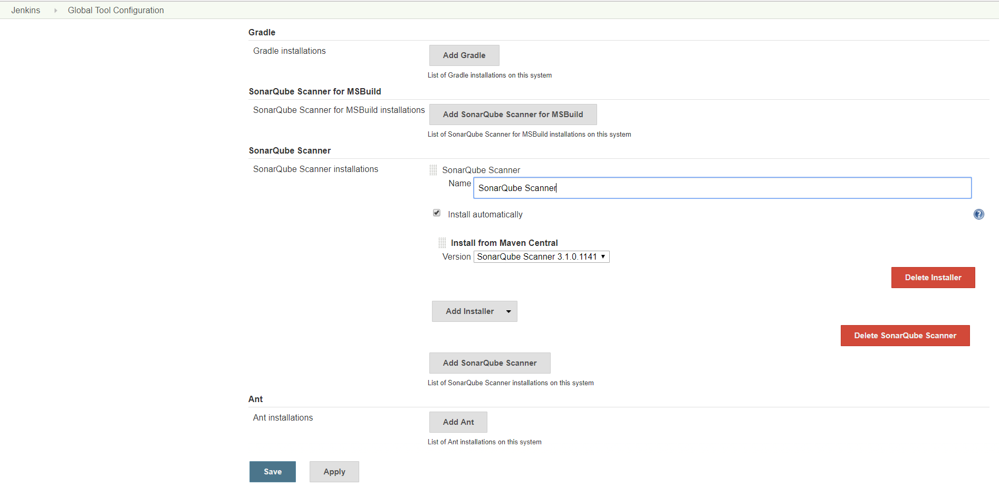 Jenkins Global Tool Configuration
Gradle
Gradle installations
Add Gradle
List of Gradle installations on this system
SonarQube Scanner for MSBuild
SonarQube Scanner for MSBuild installations
Add SonarQube Scanner for MSBuild
List of SonarQube Scanner for MSBuild installations on this system
SonarQube Scanner
SonarQube Scanner installations
SonarQube Scanner
Name SonarQube Scanner
Install automatically
?
Install from Maven Central
Version SonarQube Scanner 3.1.0.1141
Delete Installer
Add Installer
Delete SonarQube Scanner
Add SonarQube Scanner
List of SonarQube Scanner installations on this system
Ant
Ant installations
Add Ant
List of Ant installations on this system
Save Apply